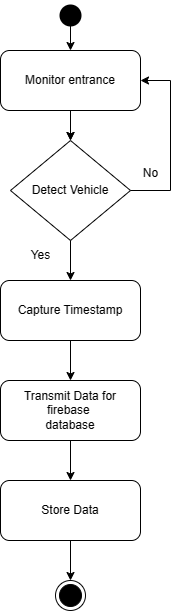 Monitor entrance
Detect Vehicle
No
Yes
Capture Timestamp
Transmit Data for
firebase
database
Store Data